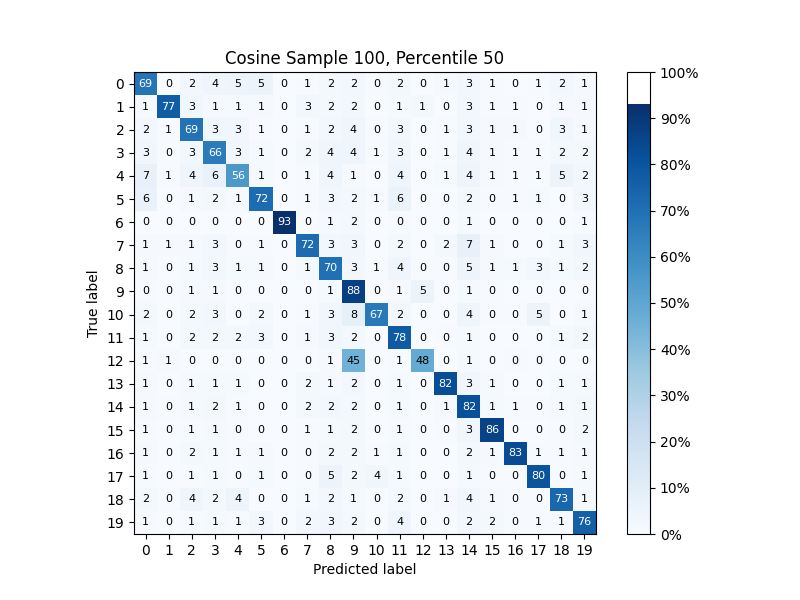 Cosine Sample 100, Percentile 50
True label
0 69 0 2 4 5 5 0 1 2 2 0 2 0 1 3 1 0 1 2 1
1 1 77 3 1 1 1 0 3 2 2 0 1 1 0 3 1 1 0 1 1
2 2 1 69 3 3 1 0 1 2 4 0 3 0 1 3 1 1 0 3 1
3 3 0 3 66 3 1 0 2 4 4 1 3 0 1 4 1 1 1 2 2
4 7 1 4 6 56 1 0 1 4 1 0 4 0 1 4 1 1 1 5 2
5 6 0 1 2 1 72 0 1 3 2 1 6 0 0 2 0 1 1 0 3
6 0 0 0 0 0 0 93 0 1 2 0 0 0 0 1 0 0 0 0 1
7 1 1 1 3 0 1 0 72 3 3 0 2 0 2 7 1 0 0 1 3
8 1 0 1 3 1 1 0 1 70 3 1 4 0 0 5 1 1 3 1 2
9 0 0 1 1 0 0 0 0 1 88 0 1 5 0 1 0 0 0 0 0
10 2 0 2 3 0 2 0 1 3 8 67 2 0 0 4 0 0 5 0 1
11 1 0 2 2 2 3 0 1 3 2 0 78 0 0 1 0 0 0 1 2
12 1 1 0 0 0 0 0 0 1 45 0 1 48 0 1 0 0 0 0 0
13 1 0 1 1 1 0 0 2 1 2 0 1 0 82 3 1 0 0 1 1
14 1 0 1 2 1 0 0 2 2 2 0 1 0 1 82 1 1 0 1 1
15 1 0 1 1 0 0 0 1 1 2 0 1 0 0 3 86 0 0 0 2
16 1 0 2 1 1 1 0 0 2 2 1 1 0 0 2 1 83 1 1 1
17 1 0 1 1 0 1 0 0 5 2 4 1 0 0 1 0 0 80 0 1
18 2 0 4 2 4 0 0 1 2 1 0 2 0 1 4 1 0 0 73 1
19 1 0 1 1 1 3 0 2 3 2 0 4 0 0 2 2 0 1 1 76
0 1 2 3 4 5 6 7 8 9 10 11 12 13 14 15 16 17 18 19
Predicted label
100%
90%
80%
70%
60%
50%
40%
30%
20%
10%
0%